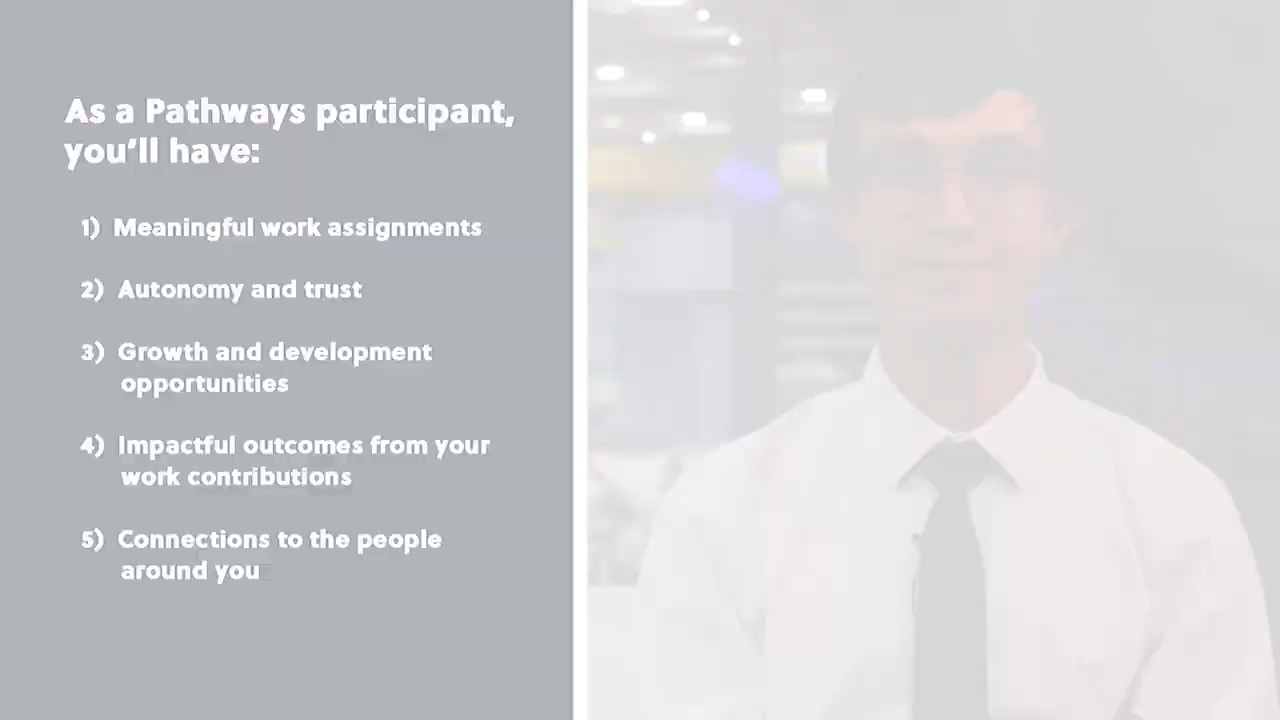 As a Pathways participant,
you'll have:
1) Meaningful work assignments
2) Autonomy and trust
3) Growth and development
opportunities
4) Impactful outcomes from your
work contributions
5) Connections to the people
around you